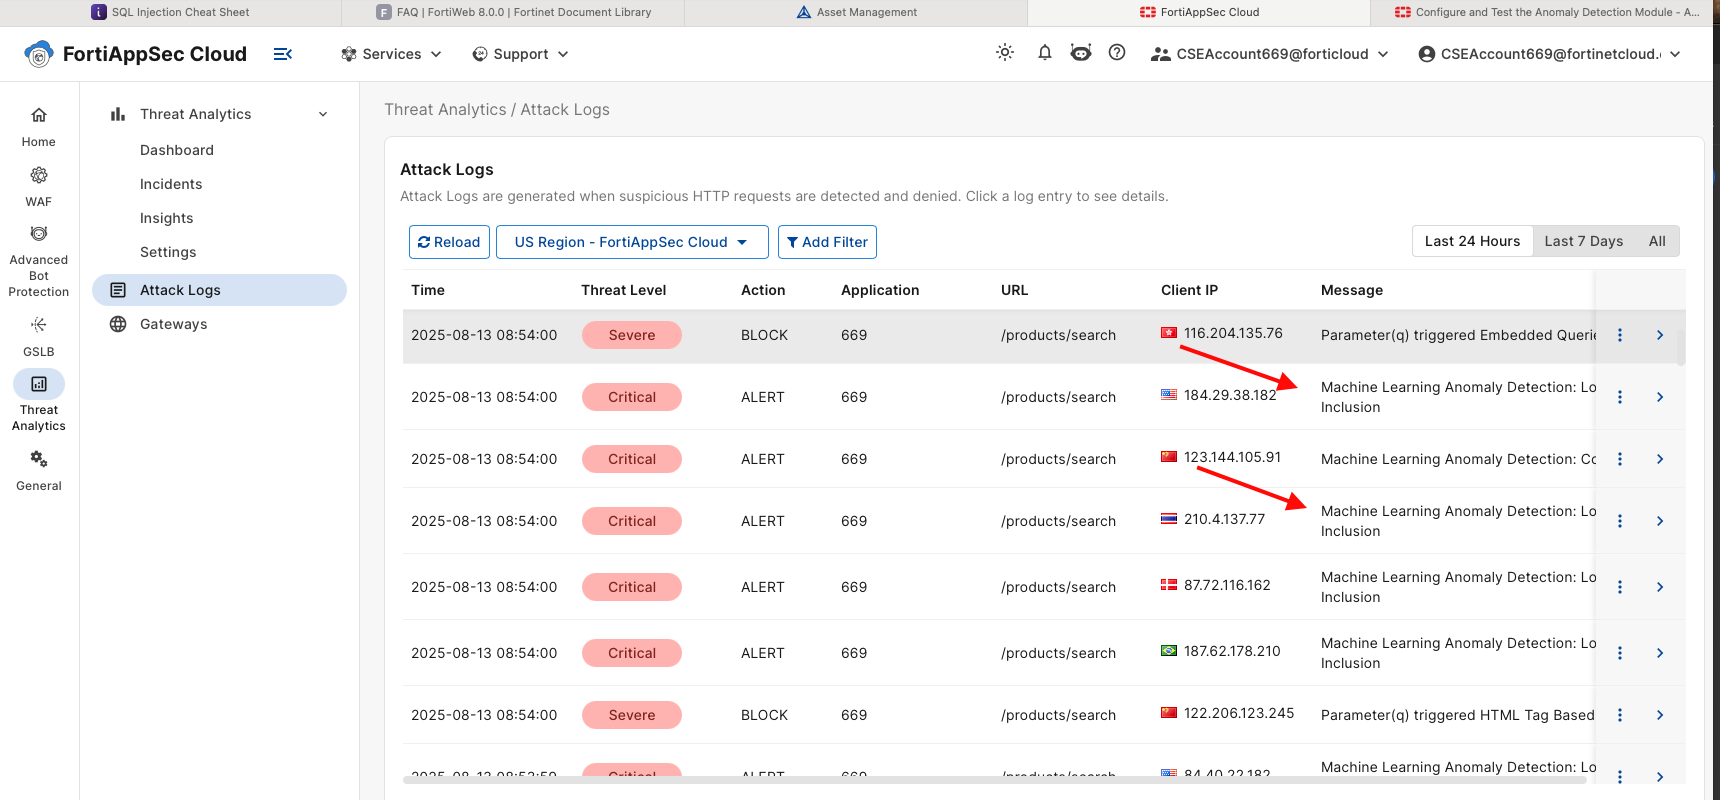 SQL Injection Cheat Sheet
FAQ | FortiWeb 8.0.0 | Fortinet Document Library
Asset Management
FortiAppSec Cloud
Configure and Test the Anomaly Detection Module - A...
FortiAppSec Cloud
Services
Support
CSEAccount669@forticloud
CSEAccount669@fortinetcloud.
Home
WAF
Advanced
Bot
Protection
GSLB
Threat
Analytics
General
Threat Analytics
Dashboard
Incidents
Insights
Settings
Attack Logs
Gateways
Threat Analytics / Attack Logs
Attack Logs
Attack Logs are generated when suspicious HTTP requests are detected and denied. Click a log entry to see details.
Reload
US Region - FortiAppSec Cloud
Add Filter
Last 24 Hours
Last 7 Days
All
Time Threat Level Action Application URL Client IP Message
2025-08-13 08:54:00 Severe BLOCK 669 /products/search 116.204.135.76 Parameter(q) triggered Embedded Querie
2025-08-13 08:54:00 Critical ALERT 669 /products/search 184.29.38.182 Machine Learning Anomaly Detection: Lo
Inclusion
2025-08-13 08:54:00 Critical ALERT 669 /products/search 123.144.105.91 Machine Learning Anomaly Detection: Co
2025-08-13 08:54:00 Critical ALERT 669 /products/search 210.4.137.77 Machine Learning Anomaly Detection: Lo
Inclusion
2025-08-13 08:54:00 Critical ALERT 669 /products/search 87.72.116.162 Machine Learning Anomaly Detection: Lo
Inclusion
2025-08-13 08:54:00 Critical ALERT 669 /products/search 187.62.178.210 Machine Learning Anomaly Detection: Lo
Inclusion
2025-08-13 08:54:00 Severe BLOCK 669 /products/search 122.206.123.245 Parameter(q) triggered HTML Tag Based
2025-08-13 08:53:59 Critical ALERT 669 /products/search 84.40.22.182 Machine Learning Anomaly Detection: Lo